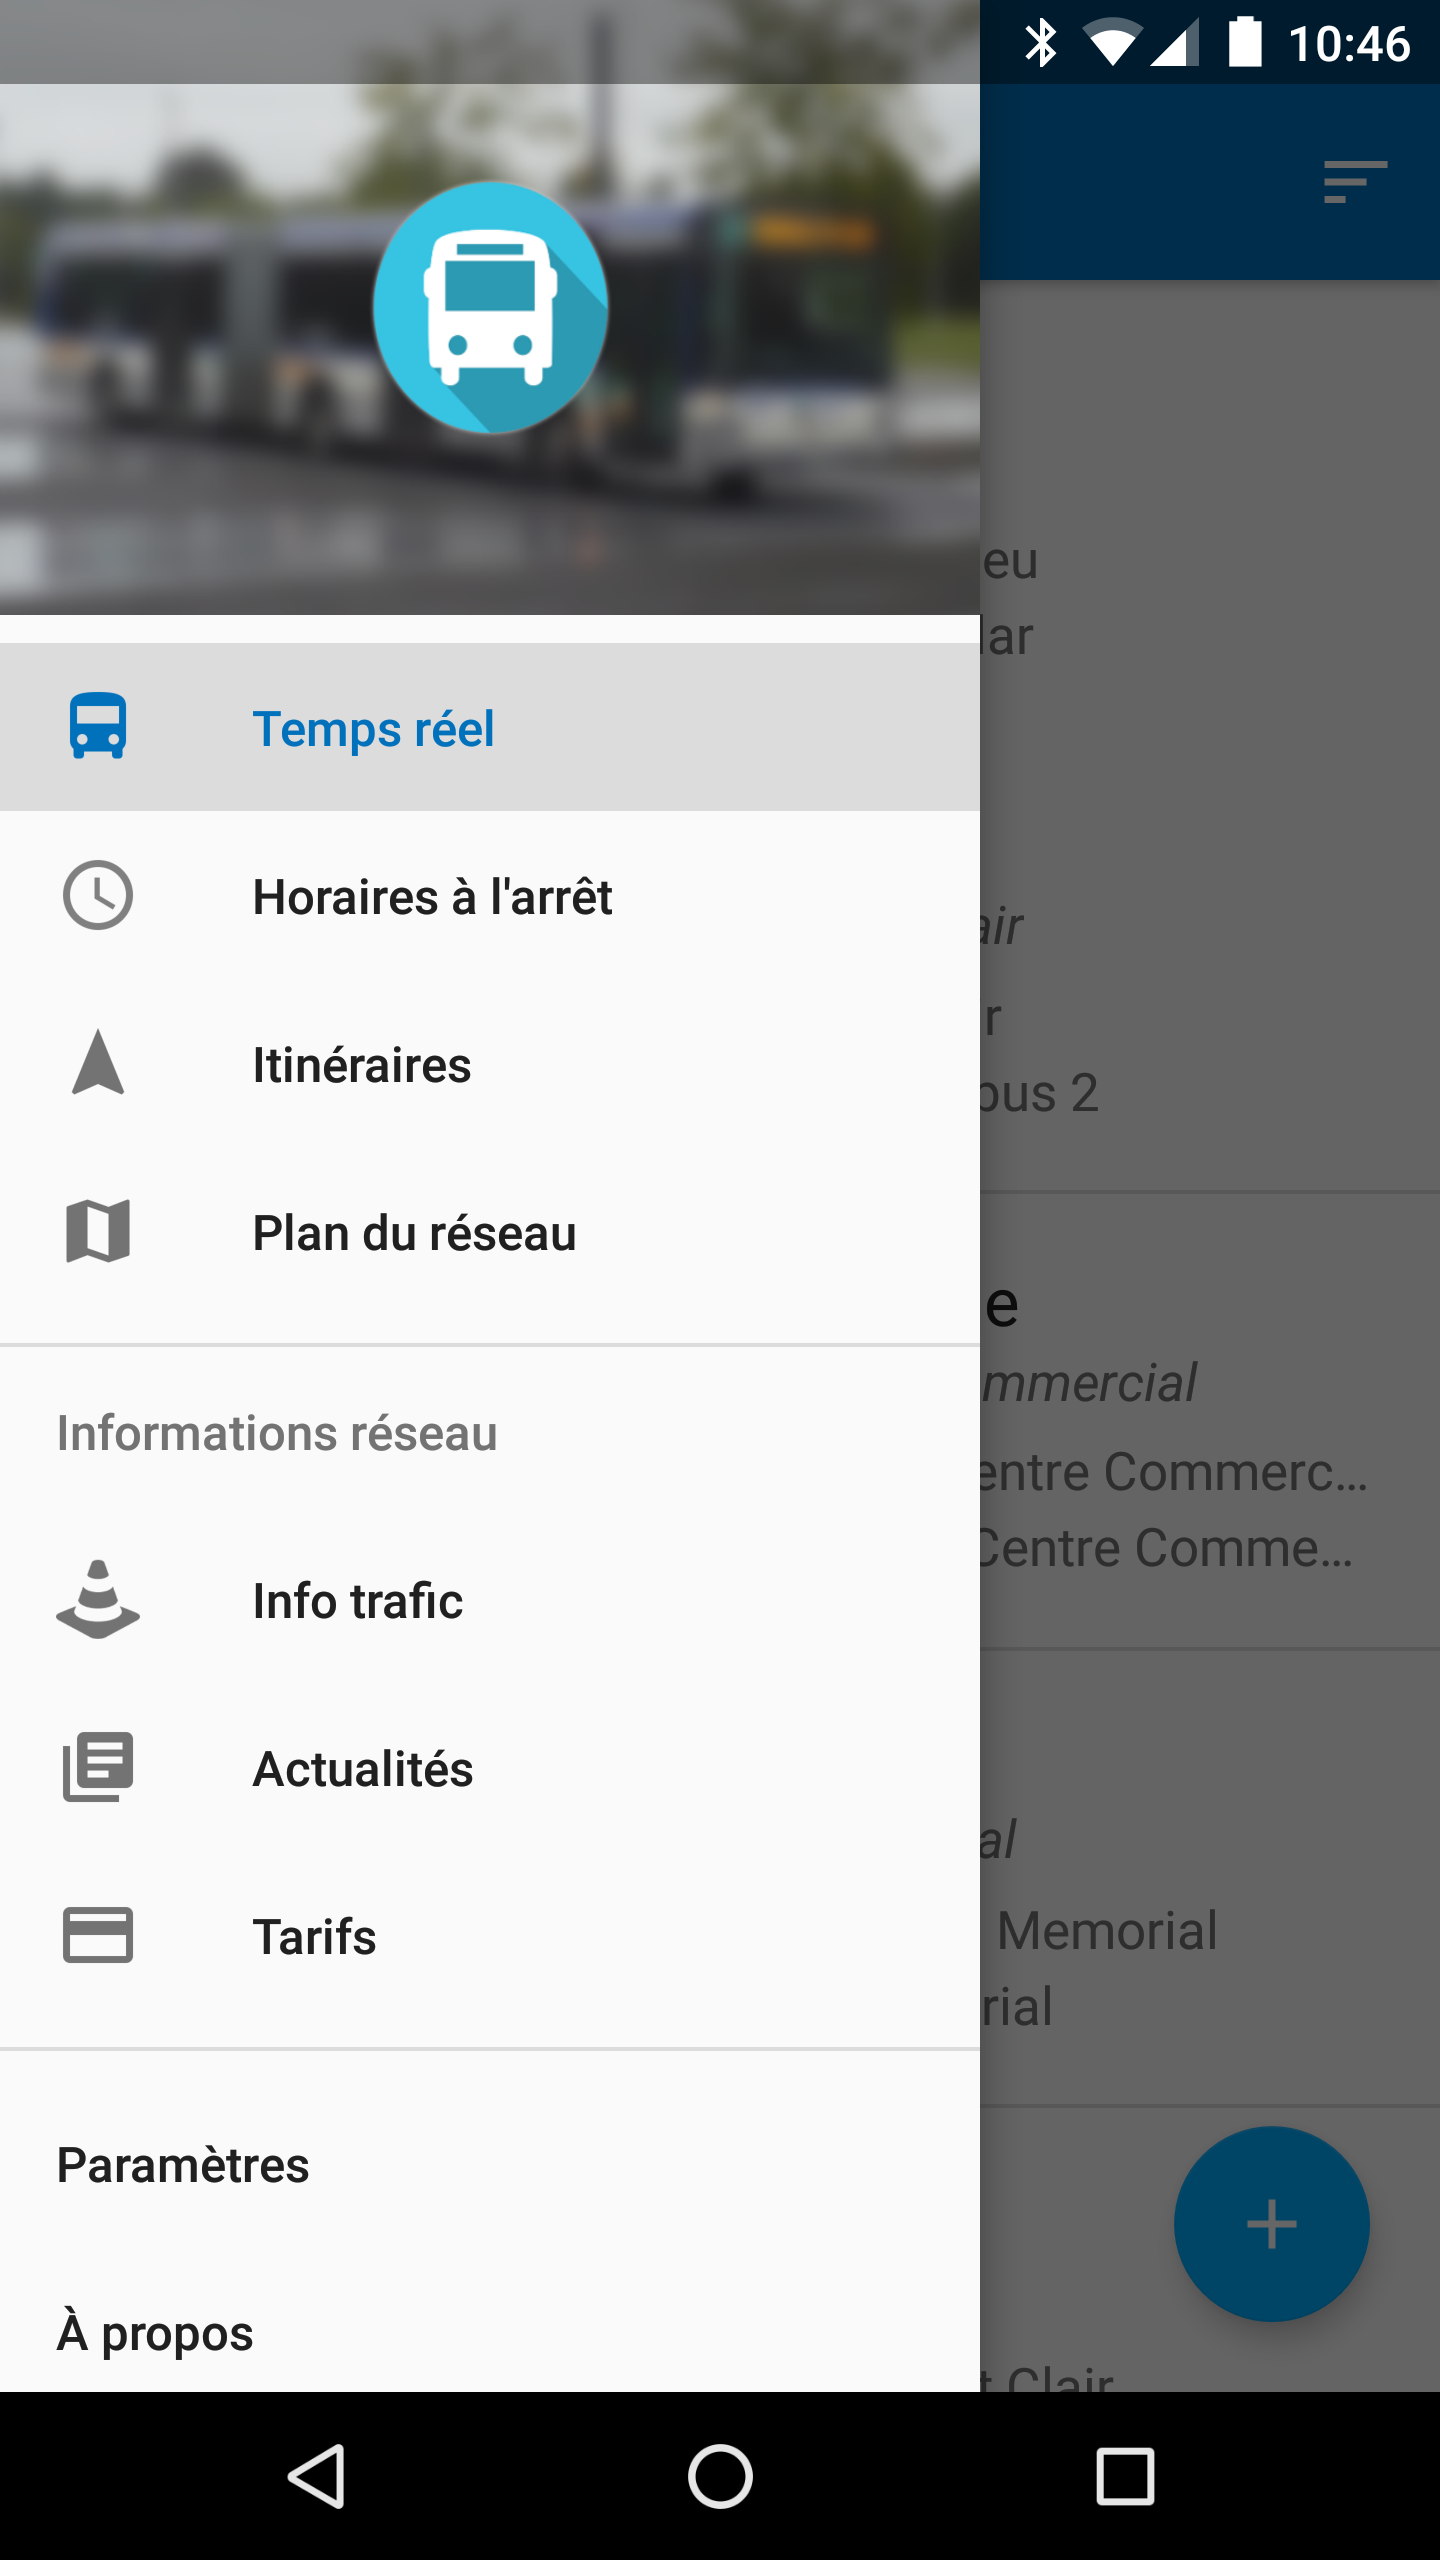 10:46
Temps réel
Horaires à l'arrêt
Itinéraires
Plan du réseau
Informations réseau
Info trafic
Actualités
Tarifs
Paramètres
À propos
eu
lar
air
r
pus 2
e
mmercial
entre Commerc...
Centre Comme...
al
Memorial
rial
t Clair